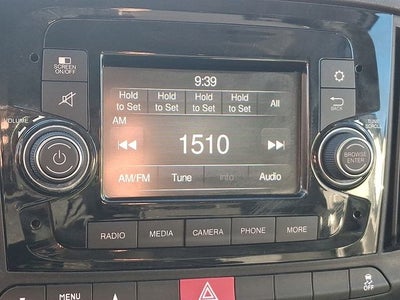 9:39
SCREEN
ON/OFF
Hold
to Set
Hold
to Set
Hold
to Set
Hold
to Set
All
BACK
AM
VOLUME
TUNE
SCROLL
1510
BROWSE
ENTER
AM/FM
Tune
Info
Audio
RADIO
MEDIA
CAMERA
PHONE
MORE
MENU
OFF